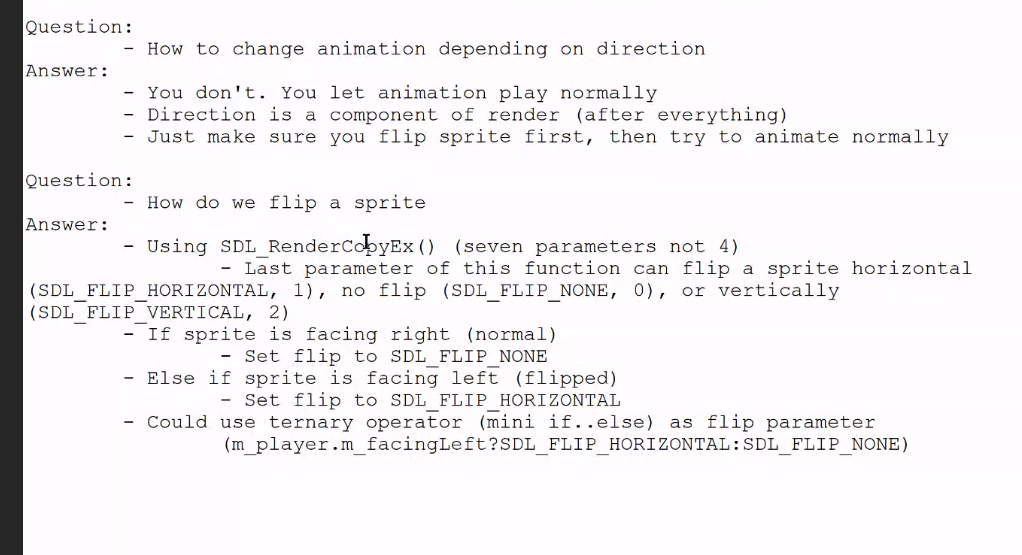 Question:
- How to change animation depending on direction
Answer:
- You don't. You let animation play normally
- Direction is a component of render (after everything)
- Just make sure you flip sprite first, then try to animate normally
Question:
- How do we flip a sprite
Answer:
- Using SDL_RenderCopyEx() (seven parameters not 4)
- Last parameter of this function can flip a sprite horizontal
(SDL_FLIP_HORIZONTAL, 1), no flip (SDL_FLIP_NONE, 0), or vertically
(SDL_FLIP_VERTICAL, 2)
- If sprite is facing right (normal)
- Set flip to SDL_FLIP_NONE
- Else if sprite is facing left (flipped)
- Set flip to SDL_FLIP_HORIZONTAL
- Could use ternary operator (mini if..else) as flip parameter
(m_player.m_facingLeft?SDL_FLIP_HORIZONTAL:SDL_FLIP_NONE)